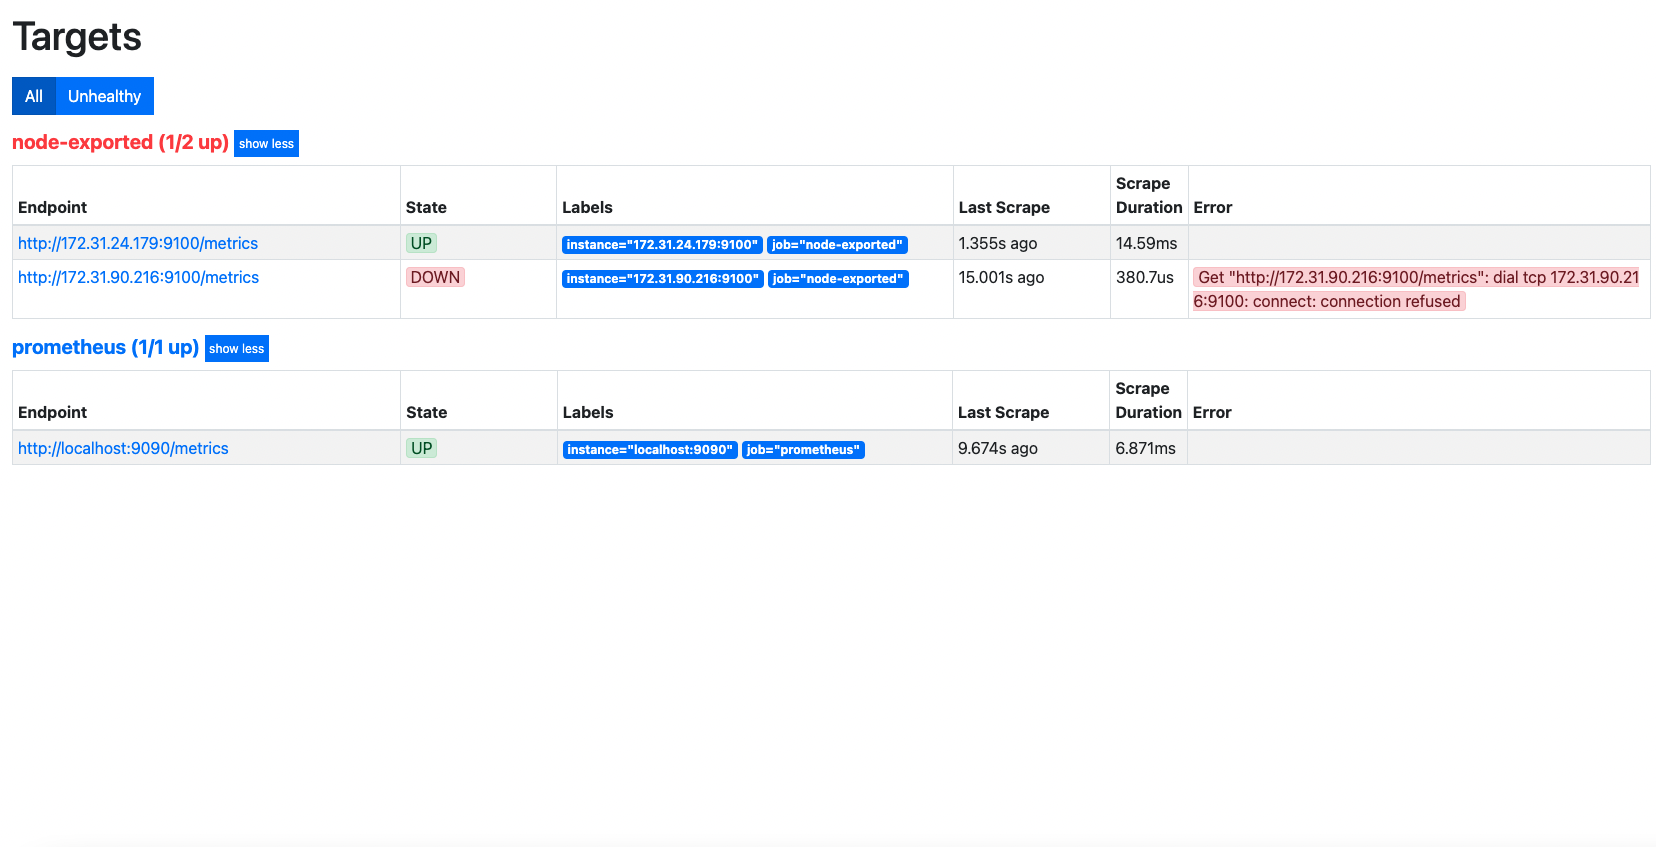 Targets
All Unhealthy
node-exported (1/2 up) show less
Endpoint State Labels Last Scrape Scrape Duration Error
http://172.31.24.179:9100/metrics UP instance="172.31.24.179:9100" job="node-exported" 1.355s ago 14.59ms
http://172.31.90.216:9100/metrics DOWN instance="172.31.90.216:9100" job="node-exported" 15.001s ago 380.7us Get "http://172.31.90.216:9100/metrics": dial tcp 172.31.90.21
6:9100: connect: connection refused
prometheus (1/1 up) show less
Endpoint State Labels Last Scrape Scrape Duration Error
http://localhost:9090/metrics UP instance="localhost:9090" job="prometheus" 9.674s ago 6.871ms